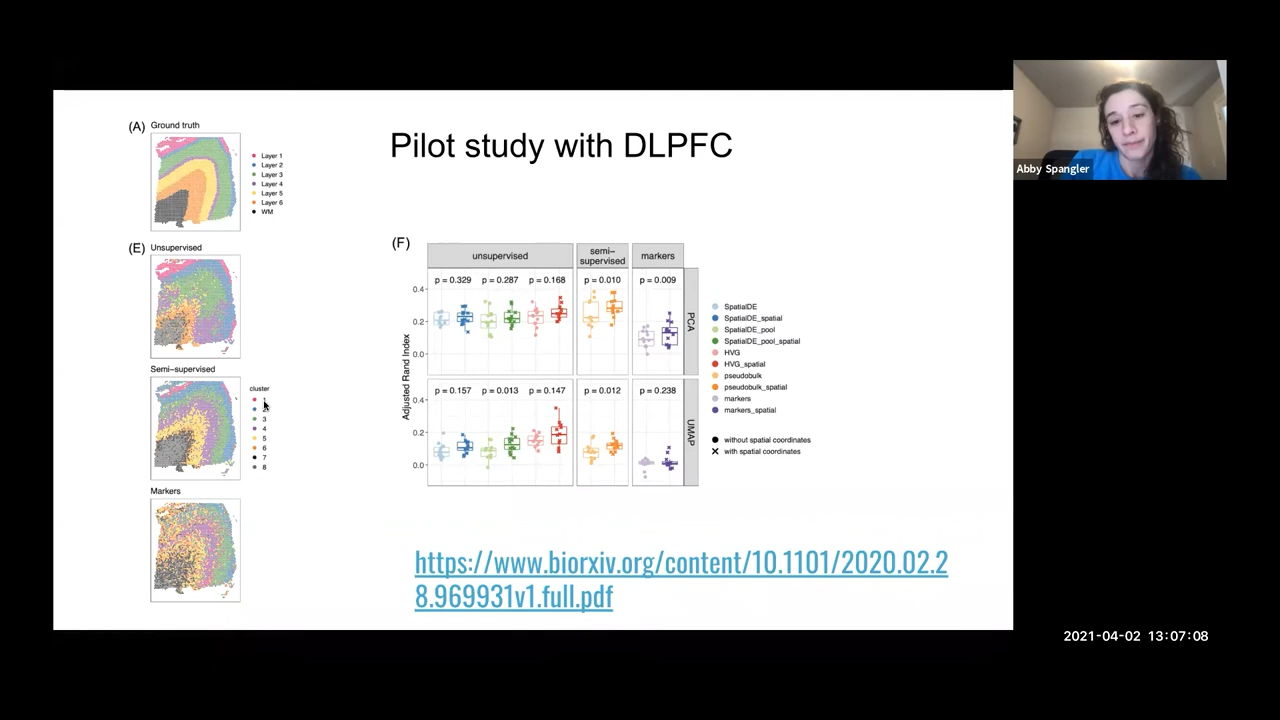 (A) Ground truth
Layer 1
Layer 2
Layer 3
Layer 4
Layer 5
Layer 6
WM
Pilot study with DLPFC
Abby Spangler
(E) Unsupervised
Semi-supervised
cluster
1
2
3
4
5
6
7
8
Markers
(F)
unsupervised
semi-
supervised
markers
p = 0.329 p = 0.287 p = 0.168 p = 0.010 p = 0.009
0.4
0.2
0.0
PCA
p = 0.157 p = 0.013 p = 0.147 p = 0.012 p = 0.238
0.4
0.2
0.0
UMAP
Adjusted Rand Index
SpatialDE
SpatialDE_spatial
SpatialDE_pool
SpatialDE_pool_spatial
HVG
HVG_spatial
pseudobulk
pseudobulk_spatial
markers
markers_spatial
without spatial coordinates
with spatial coordinates
https://www.biorxiv.org/content/10.1101/2020.02.2
8.969931v1.full.pdf
2021-04-02 13:07:08